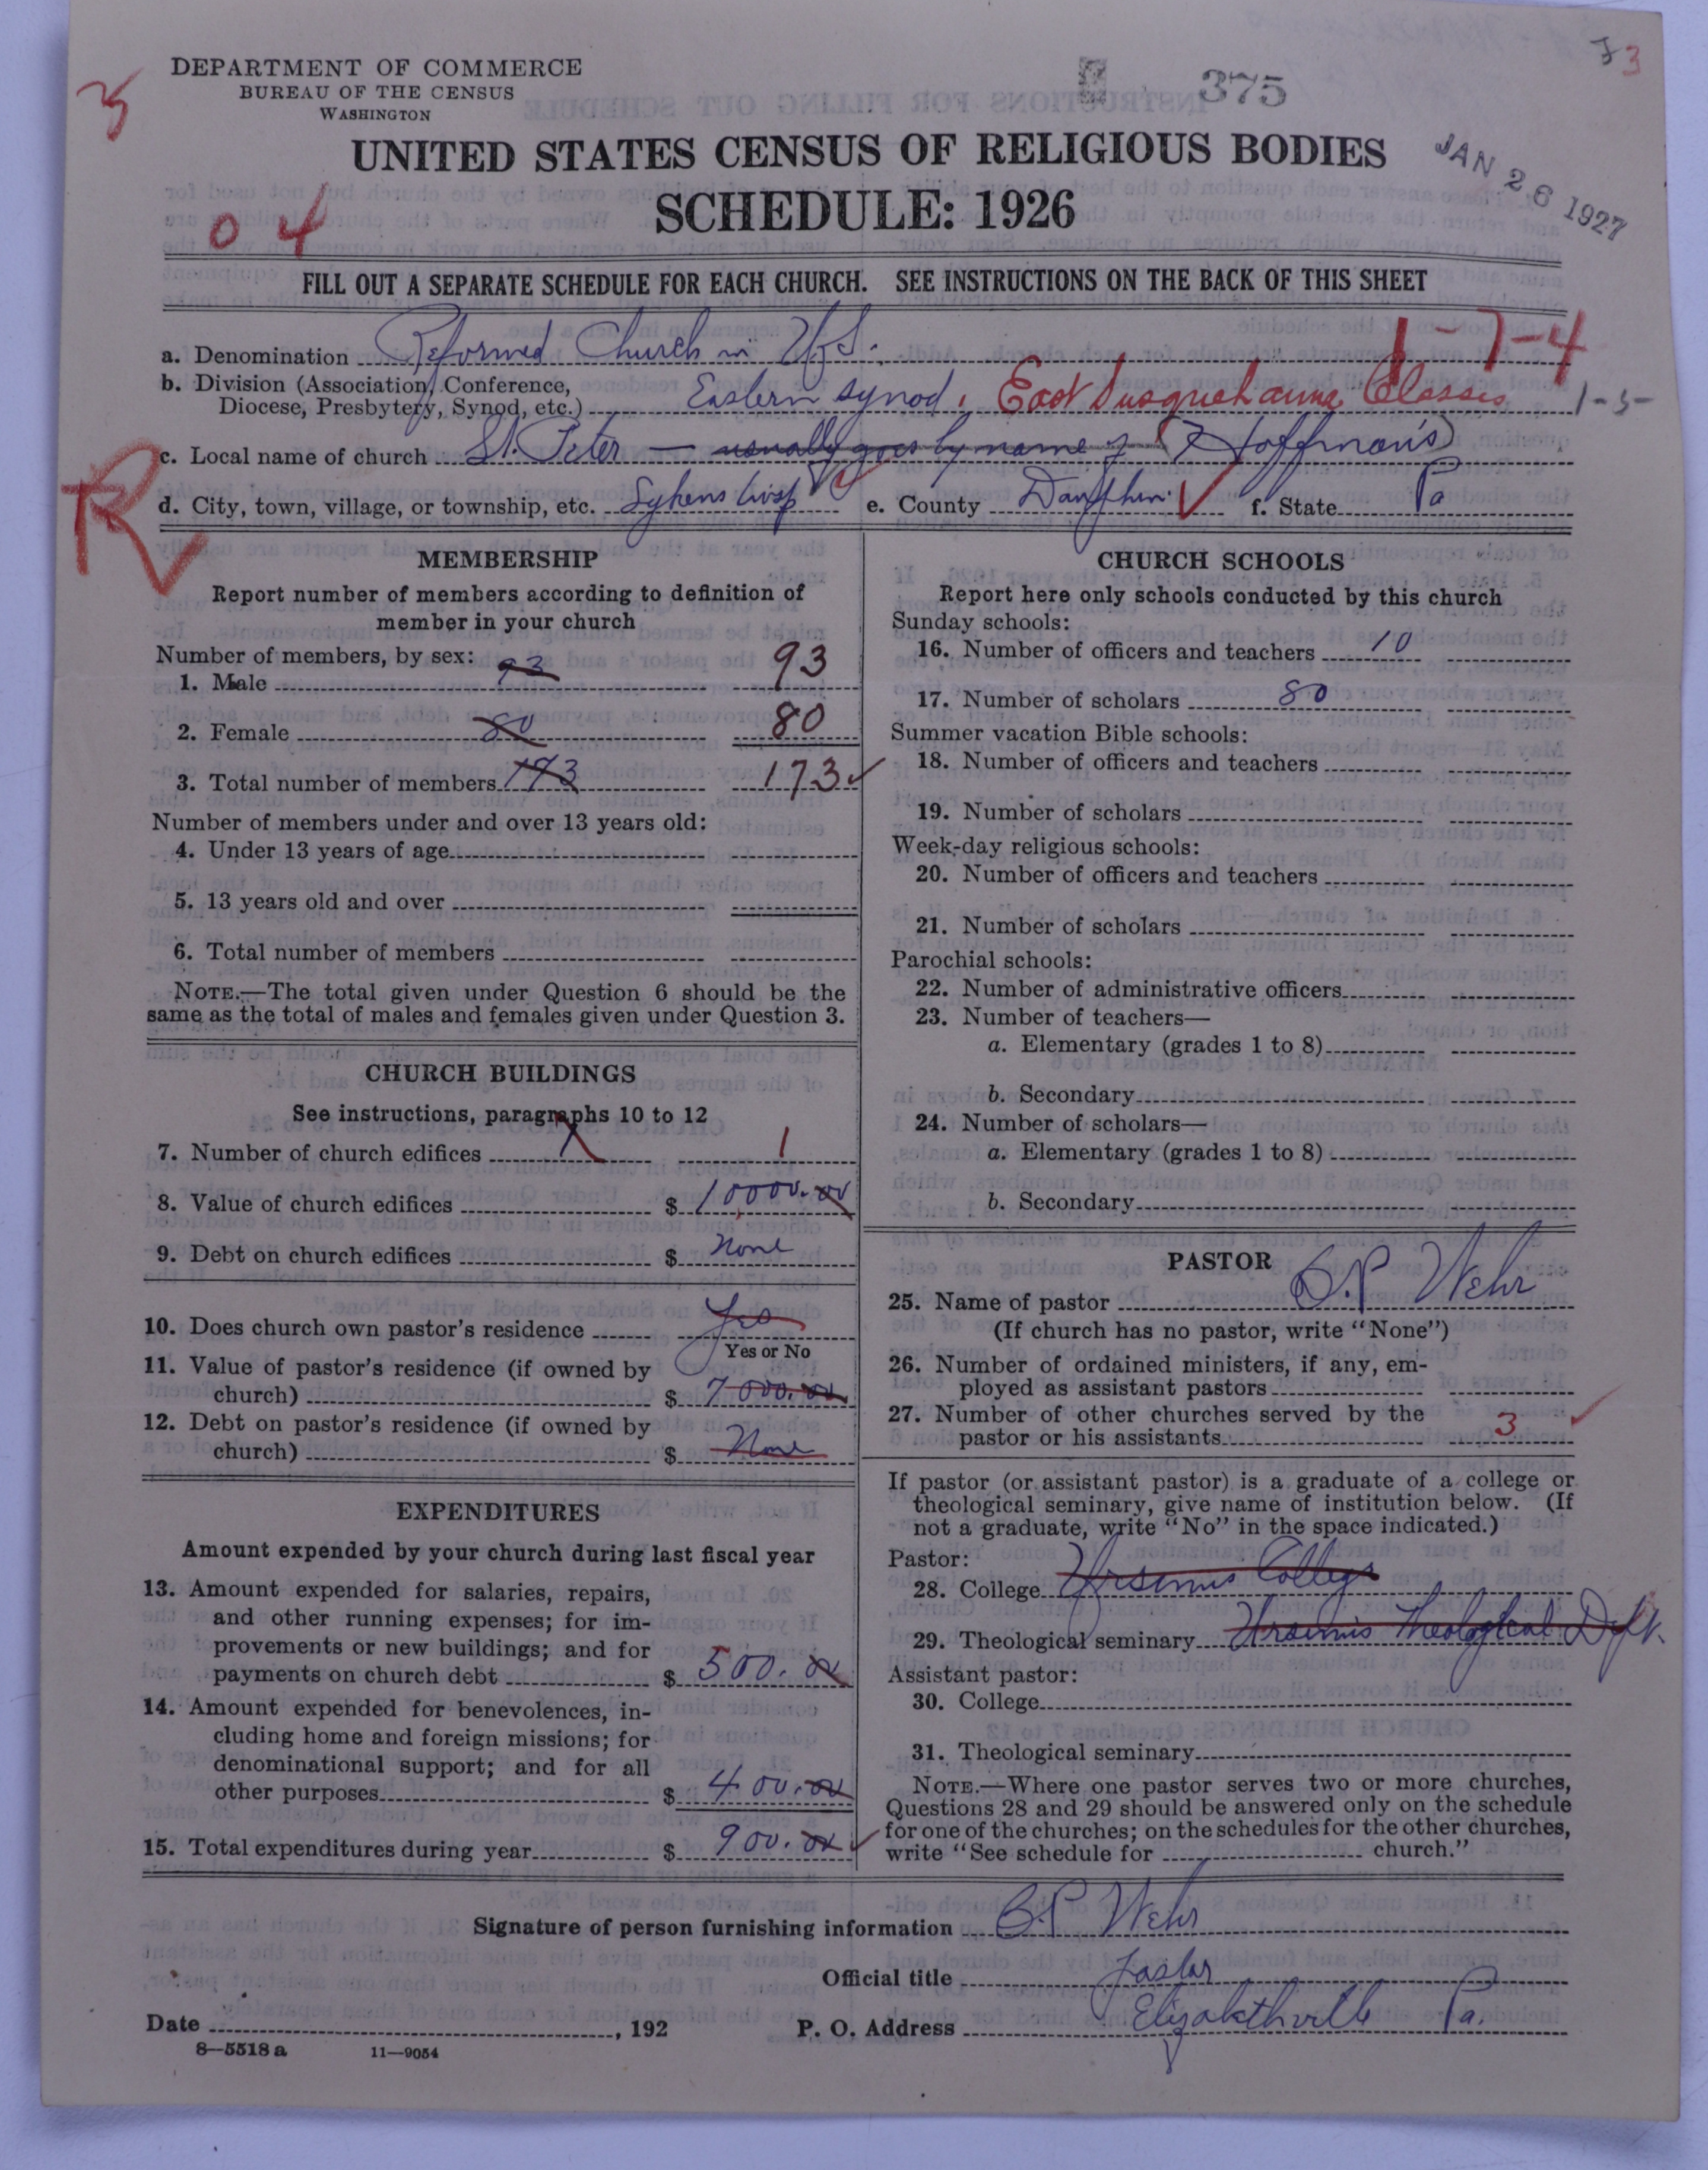 J 3
DEPARTMENT OF COMMERCE
BUREAU OF THE CENSUS
WASHINGTON
375
UNITED STATES CENSUS OF RELIGIOUS BODIES
SCHEDULE: 1926
JAN 26 1927
0 4
FILL OUT A SEPARATE SCHEDULE FOR EACH CHURCH. SEE INSTRUCTIONS ON THE BACK OF THIS SHEET
1-7-4
a. Denomination Reformed Church in U.S.
b. Division (Association, Conference,
Diocese, Presbytery, Synod, etc.) Eastern Synod. East Susquehanna Classis 1-5-
c. Local name of church St. Peter — usually goes by name of (Hoffman's)
d. City, town, village, or township, etc. Lykens twsp e. County Dauphin f. State Pa
R
MEMBERSHIP
Report number of members according to definition of
member in your church
Number of members, by sex:
1. Male 93 93
2. Female 80 80
3. Total number of members 173 173
Number of members under and over 13 years old:
4. Under 13 years of age
5. 13 years old and over
6. Total number of members
NOTE.—The total given under Question 6 should be the
same as the total of males and females given under Question 3.
CHURCH BUILDINGS
See instructions, paragraphs 10 to 12
7. Number of church edifices 1 1
8. Value of church edifices $ 10000.00
9. Debt on church edifices $ None
10. Does church own pastor's residence Yes
Yes or No
11. Value of pastor's residence (if owned by
church) $ 7000.00
12. Debt on pastor's residence (if owned by
church) $ None
EXPENDITURES
Amount expended by your church during last fiscal year
13. Amount expended for salaries, repairs,
and other running expenses; for im-
provements or new buildings; and for
payments on church debt $ 500.00
14. Amount expended for benevolences, in-
cluding home and foreign missions; for
denominational support; and for all
other purposes $ 400.00
15. Total expenditures during year $ 900.00
CHURCH SCHOOLS
Report here only schools conducted by this church
Sunday schools:
16. Number of officers and teachers 10
17. Number of scholars 80
Summer vacation Bible schools:
18. Number of officers and teachers
19. Number of scholars
Week-day religious schools:
20. Number of officers and teachers
21. Number of scholars
Parochial schools:
22. Number of administrative officers
23. Number of teachers—
a. Elementary (grades 1 to 8)
b. Secondary
24. Number of scholars—
a. Elementary (grades 1 to 8)
b. Secondary
PASTOR
25. Name of pastor C.P. Wehr
(If church has no pastor, write "None")
26. Number of ordained ministers, if any, em-
ployed as assistant pastors
27. Number of other churches served by the
pastor or his assistants 3
If pastor (or assistant pastor) is a graduate of a college or
theological seminary, give name of institution below. (If
not a graduate, write "No" in the space indicated.)
Pastor:
28. College Ursinus College
29. Theological seminary Ursinus Theological Dept.
Assistant pastor:
30. College
31. Theological seminary
NOTE.—Where one pastor serves two or more churches,
Questions 28 and 29 should be answered only on the schedule
for one of the churches; on the schedules for the other churches,
write "See schedule for church."
Signature of person furnishing information C.P. Wehr
Official title Pastor
Date , 192 P. O. Address Elizabethville Pa.
8—5518 a 11—9054